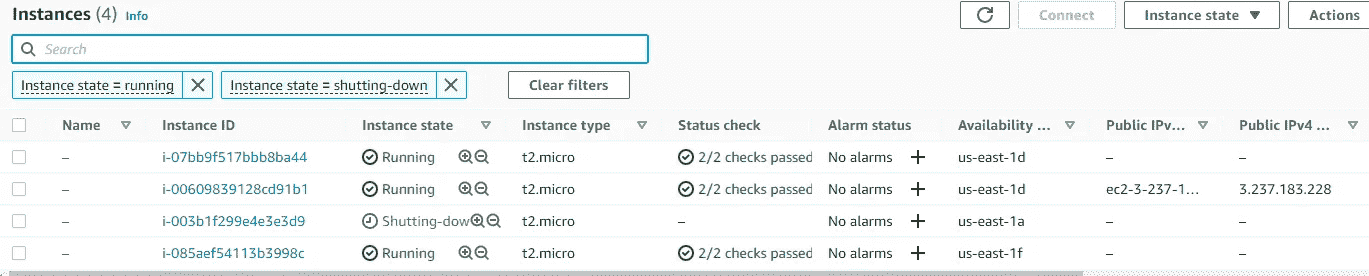 Instances (4) Info Connect Instance state Actions
Search
Instance state = running Instance state = shutting-down Clear filters
Name Instance ID Instance state Instance type Status check Alarm status Availability ... Public IPv... Public IPv4 ...
– i-07bb9f517bbb8ba44 Running t2.micro 2/2 checks passed No alarms + us-east-1d – –
– i-00609839128cd91b1 Running t2.micro 2/2 checks passed No alarms + us-east-1d ec2-3-237-1... 3.237.183.228
– i-003b1f299e4e3e3d9 Shutting-dow t2.micro – No alarms + us-east-1a – –
– i-085aef54113b3998c Running t2.micro 2/2 checks passed No alarms + us-east-1f – –